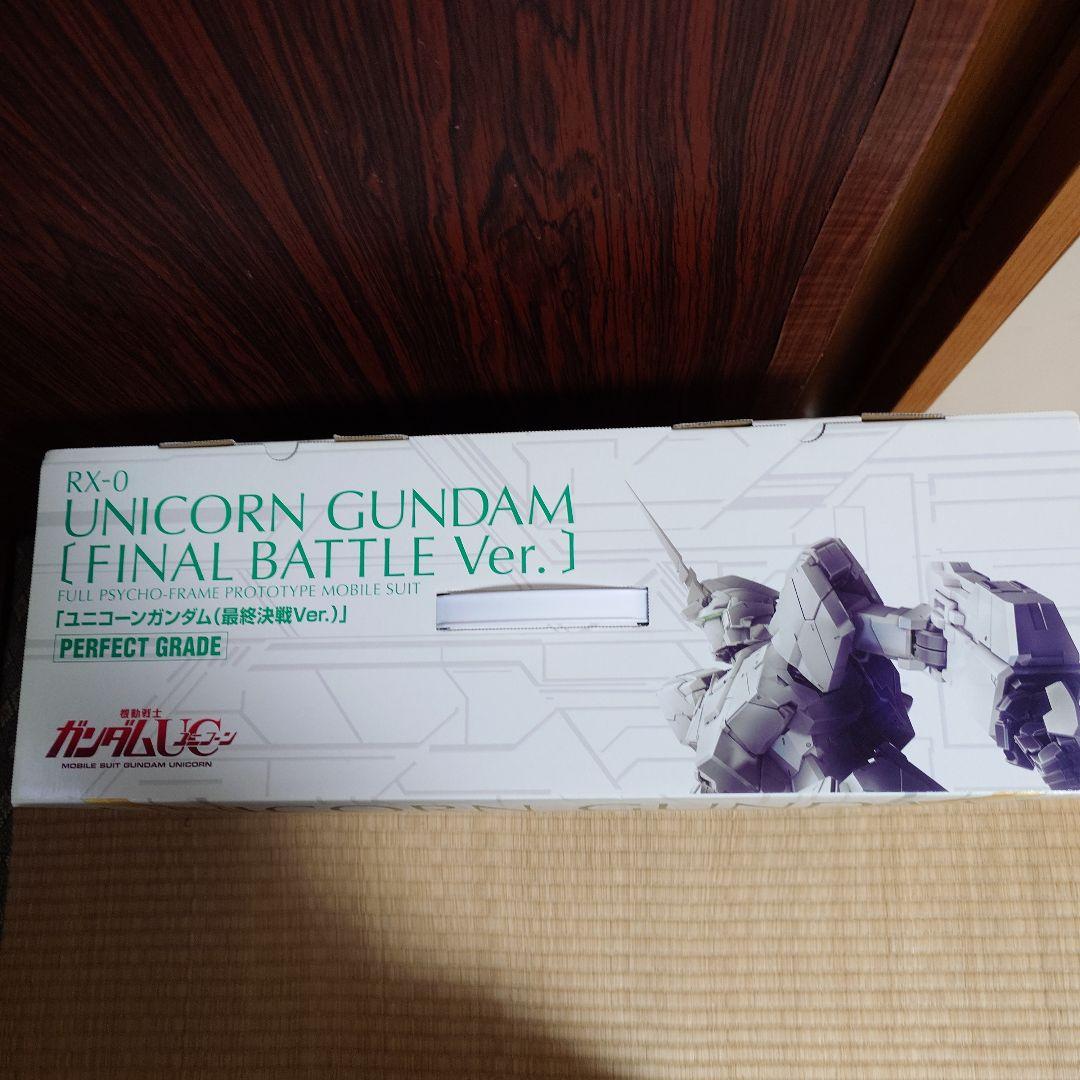 RX-0
UNICORN GUNDAM
[FINAL BATTLE Ver.]
FULL PSYCHO-FRAME PROTOTYPE MOBILE SUIT
「ユニコーンガンダム(最終決戦Ver.)」
PERFECT GRADE
機動戦士
ガンダムUC
ユニコーン
MOBILE SUIT GUNDAM UNICORN
UNICORN GUNDA